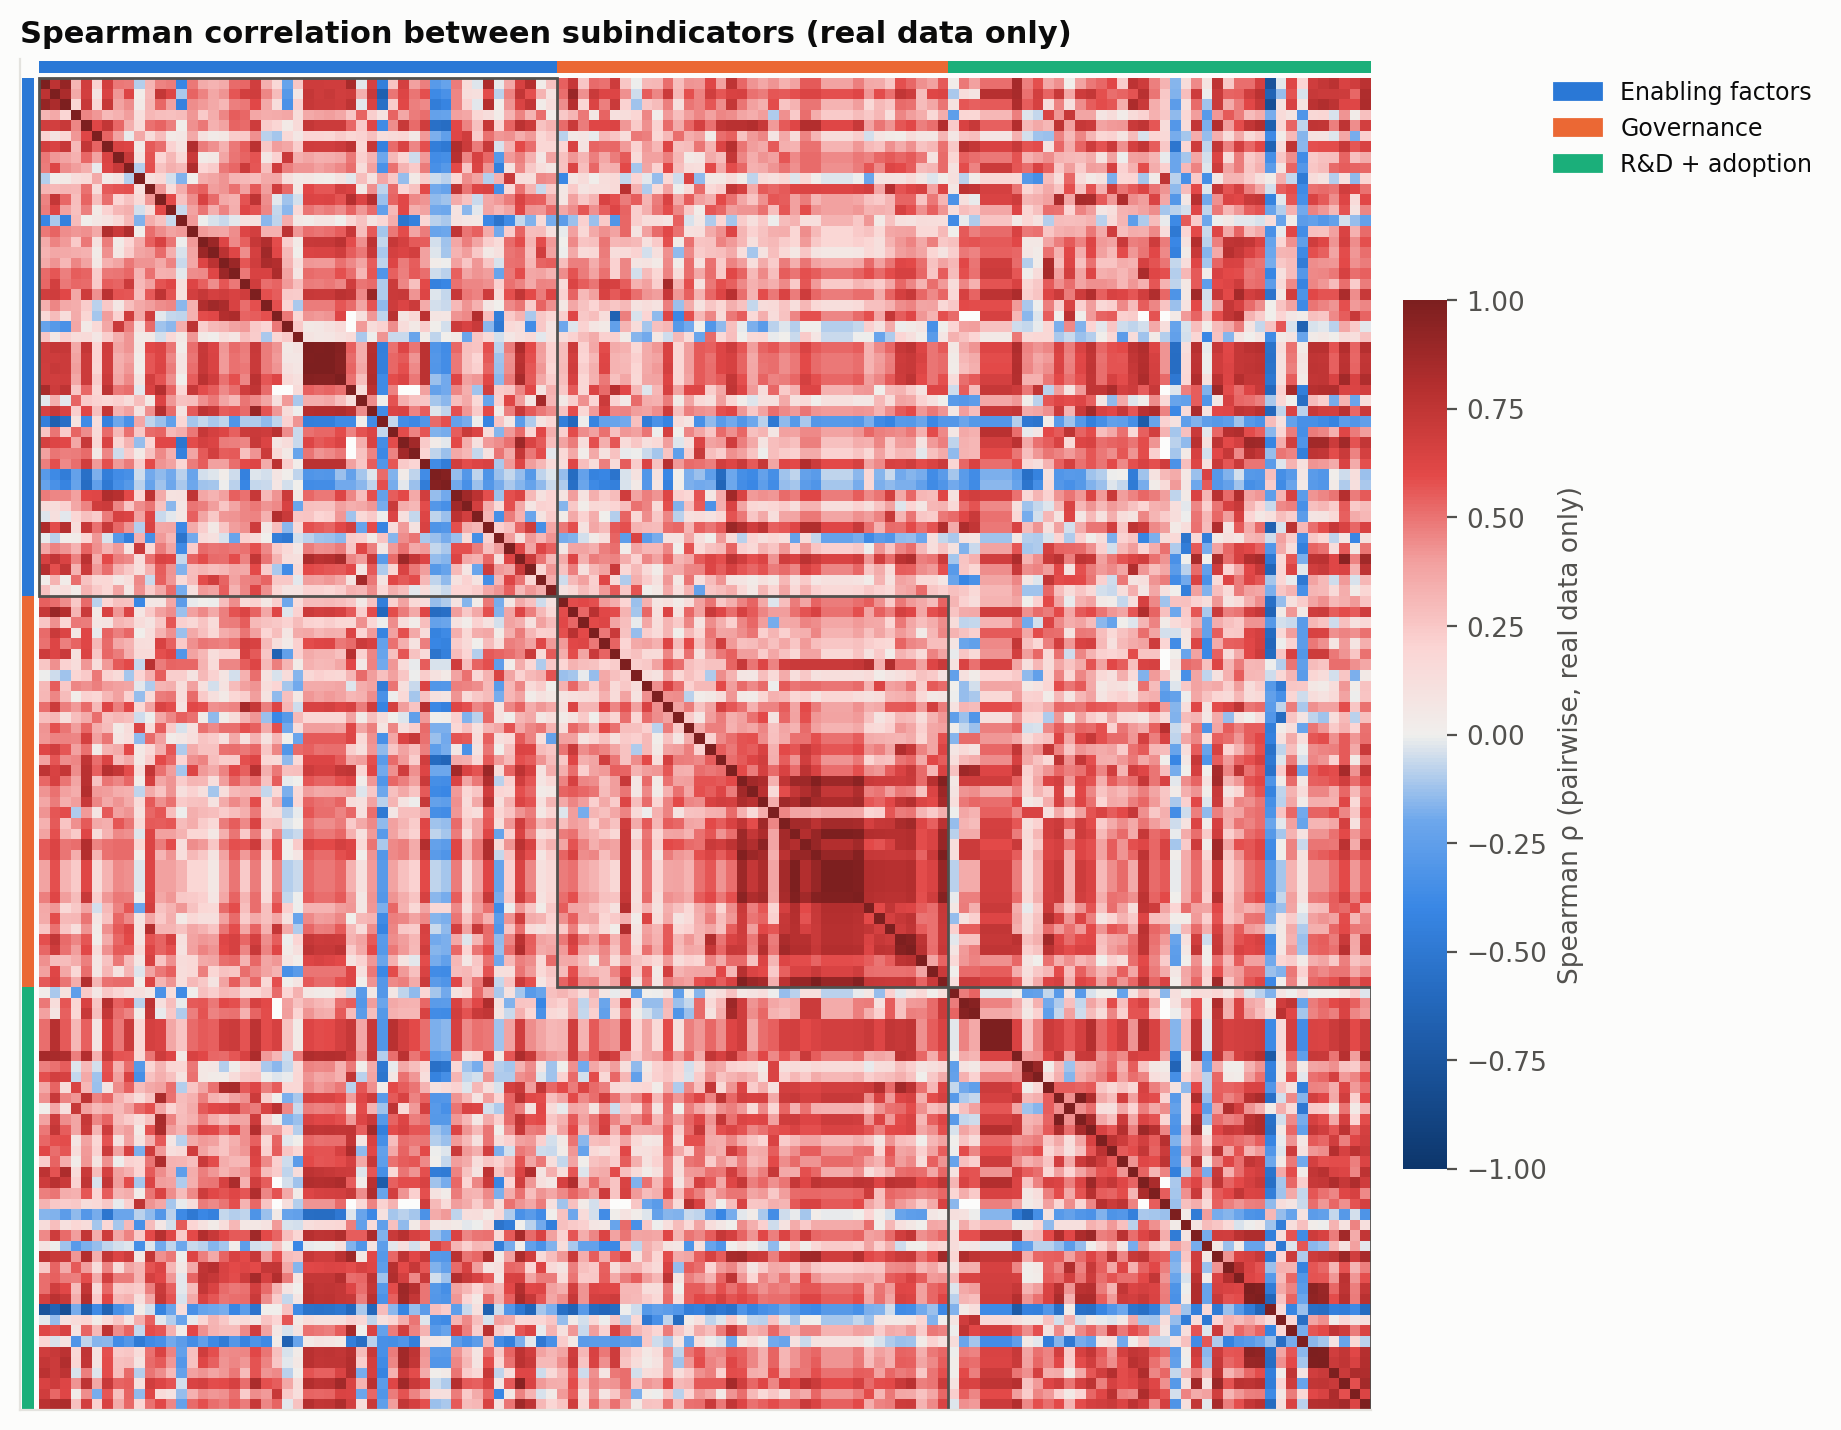 Spearman correlation between subindicators (real data only)
Enabling factors
Governance
R&D + adoption
1.00
0.75
0.50
0.25
0.00
−0.25
−0.50
−0.75
−1.00
Spearman ρ (pairwise, real data only)